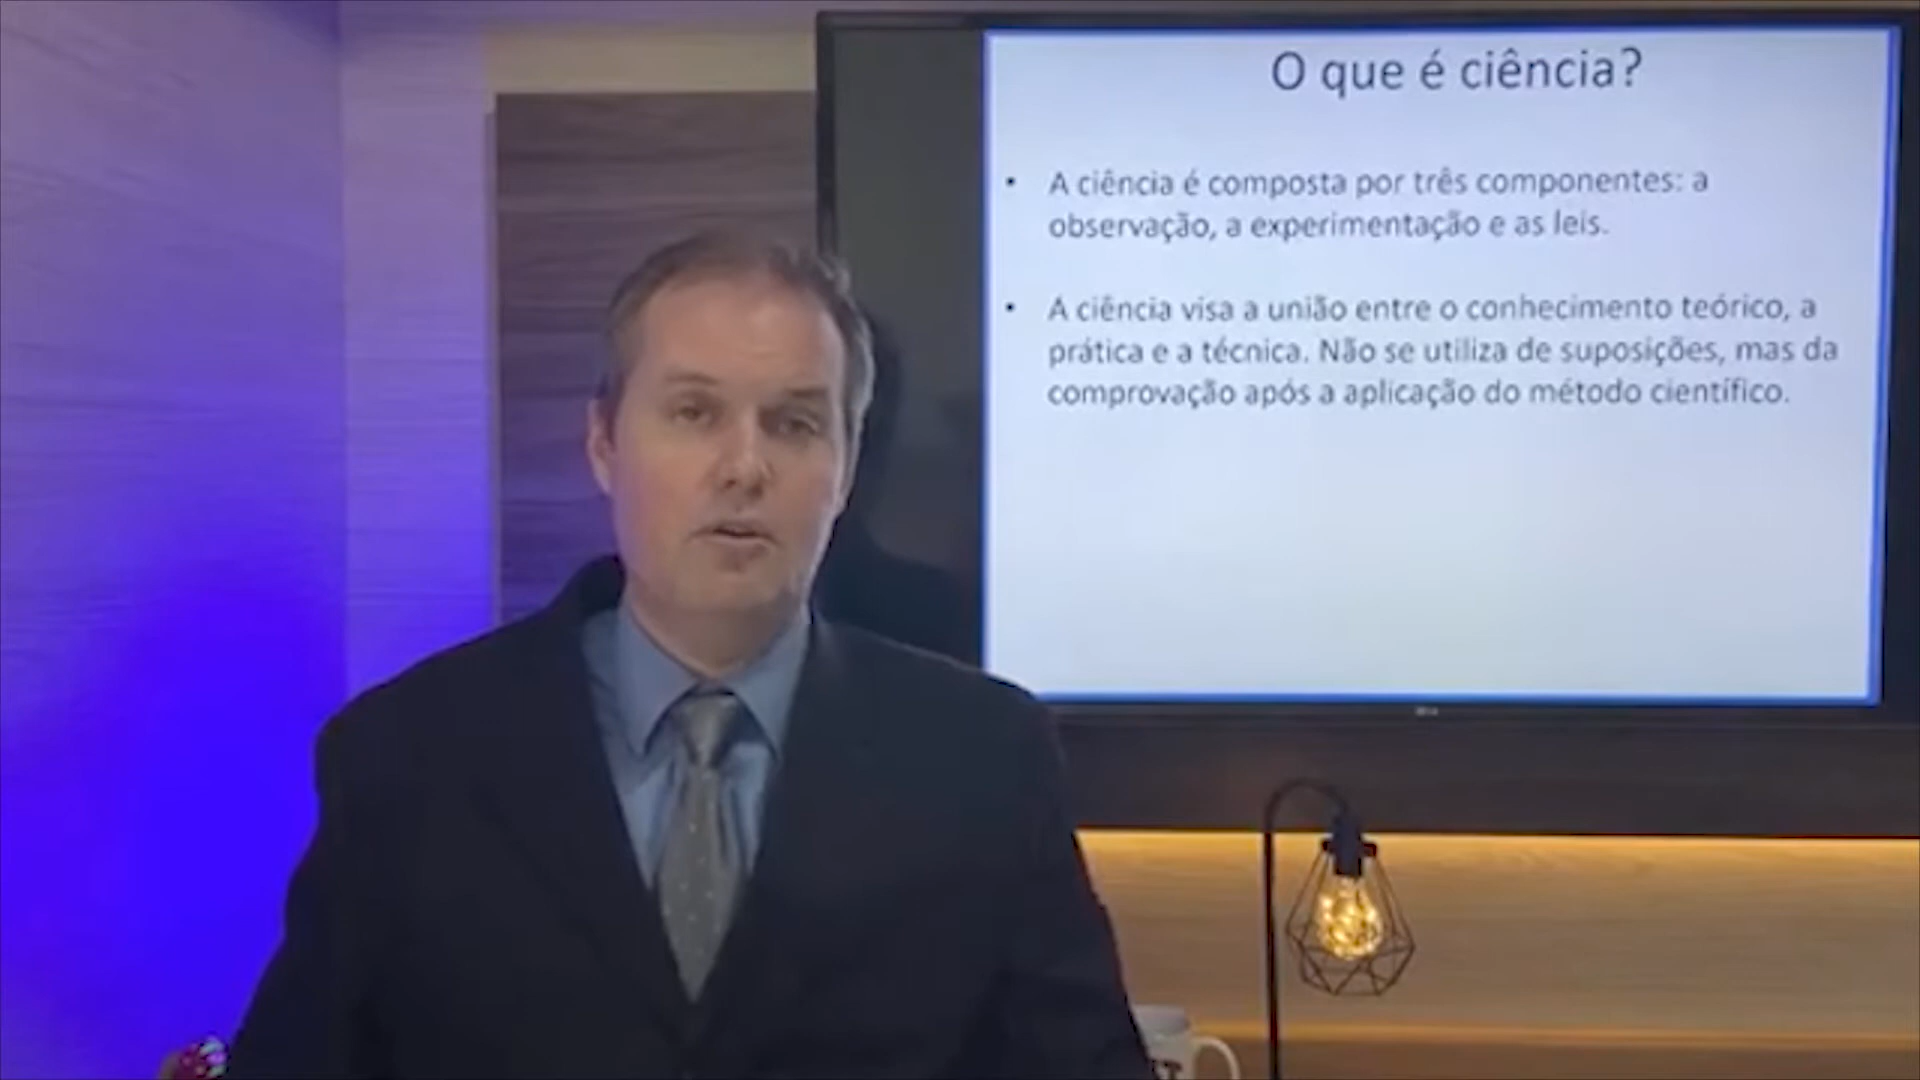 O que é ciência?
• A ciência é composta por três componentes: a
observação, a experimentação e as leis.
• A ciência visa a união entre o conhecimento teórico, a
prática e a técnica. Não se utiliza de suposições, mas da
comprovação após a aplicação do método científico.